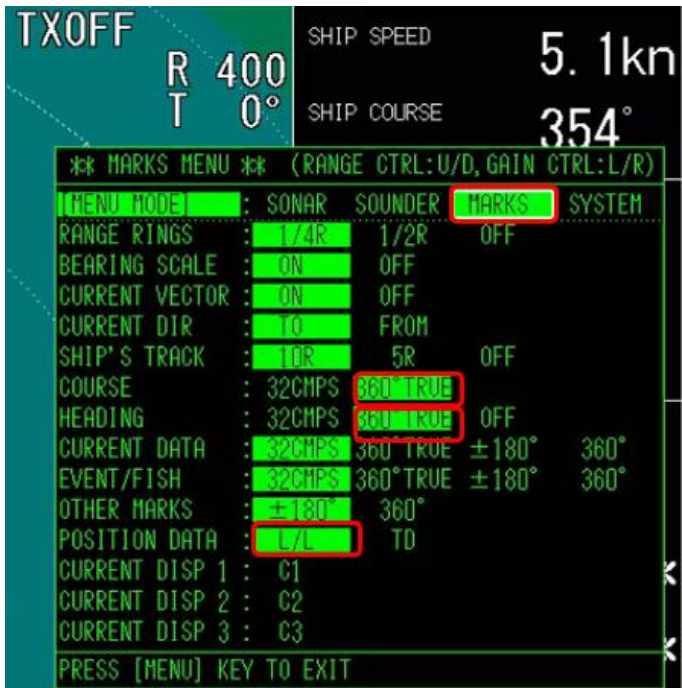 TXOFF
R 400
T 0°
SHIP SPEED
5.1kn
SHIP COURSE
354°
** MARKS MENU ** (RANGE CTRL:U/D,GAIN CTRL:L/R)
[MENU MODE] : SONAR SOUNDER MARKS SYSTEM
RANGE RINGS : 1/4R 1/2R OFF
BEARING SCALE : ON OFF
CURRENT VECTOR : ON OFF
CURRENT DIR : TO FROM
SHIP'S TRACK : 10R 5R OFF
COURSE : 32CMPS 360°TRUE
HEADING : 32CMPS 360°TRUE OFF
CURRENT DATA : 32CMPS 360°TRUE ±180° 360°
EVENT/FISH : 32CMPS 360°TRUE ±180° 360°
OTHER MARKS : ±180° 360°
POSITION DATA : L/L TD
CURRENT DISP 1 : C1
CURRENT DISP 2 : C2
CURRENT DISP 3 : C3
PRESS [MENU] KEY TO EXIT